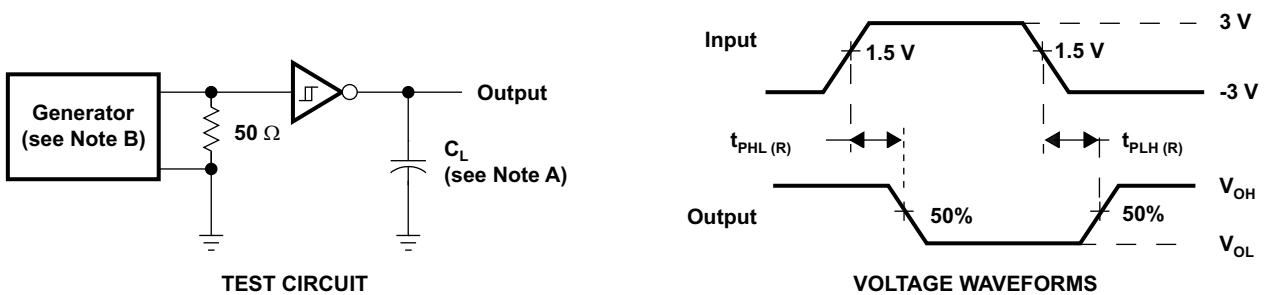 Generator
(see Note B)
50 Ω
Output
C_L
(see Note A)
TEST CIRCUIT
Input
1.5 V
1.5 V
3 V
-3 V
t_PHL (R)
t_PLH (R)
Output
50%
50%
V_OH
V_OL
VOLTAGE WAVEFORMS